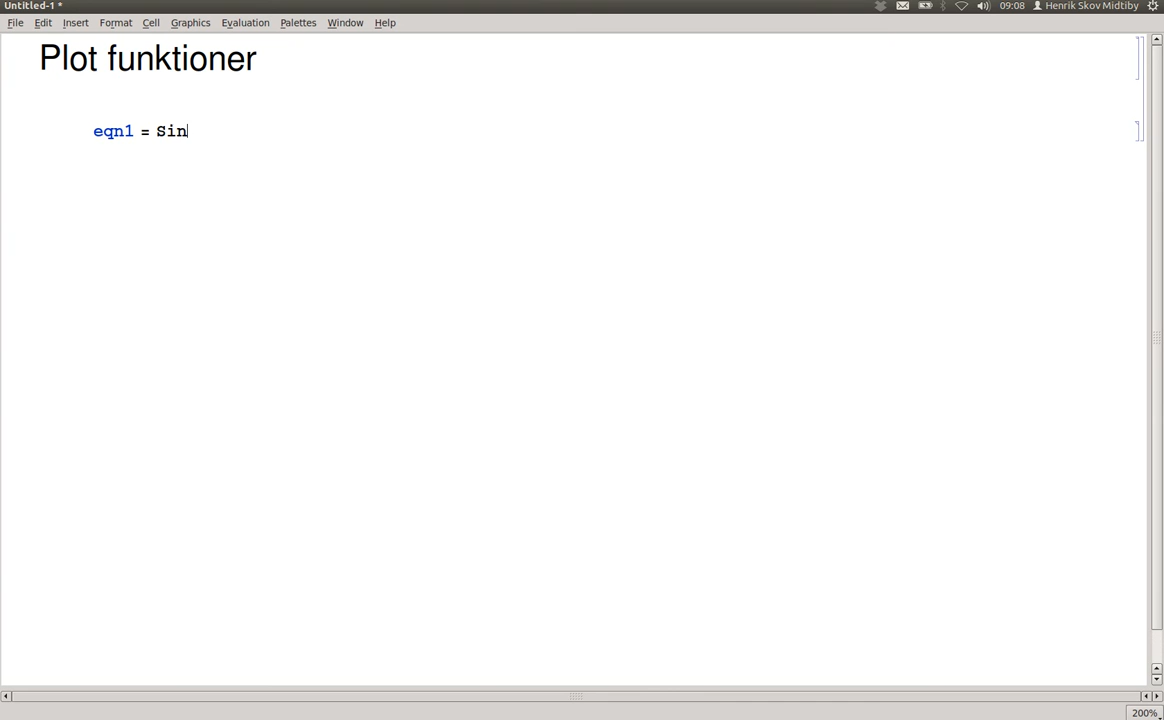 Untitled-1 *
09:08 Henrik Skov Midtiby
File Edit Insert Format Cell Graphics Evaluation Palettes Window Help
Plot funktioner
eqn1 = Sin
200%